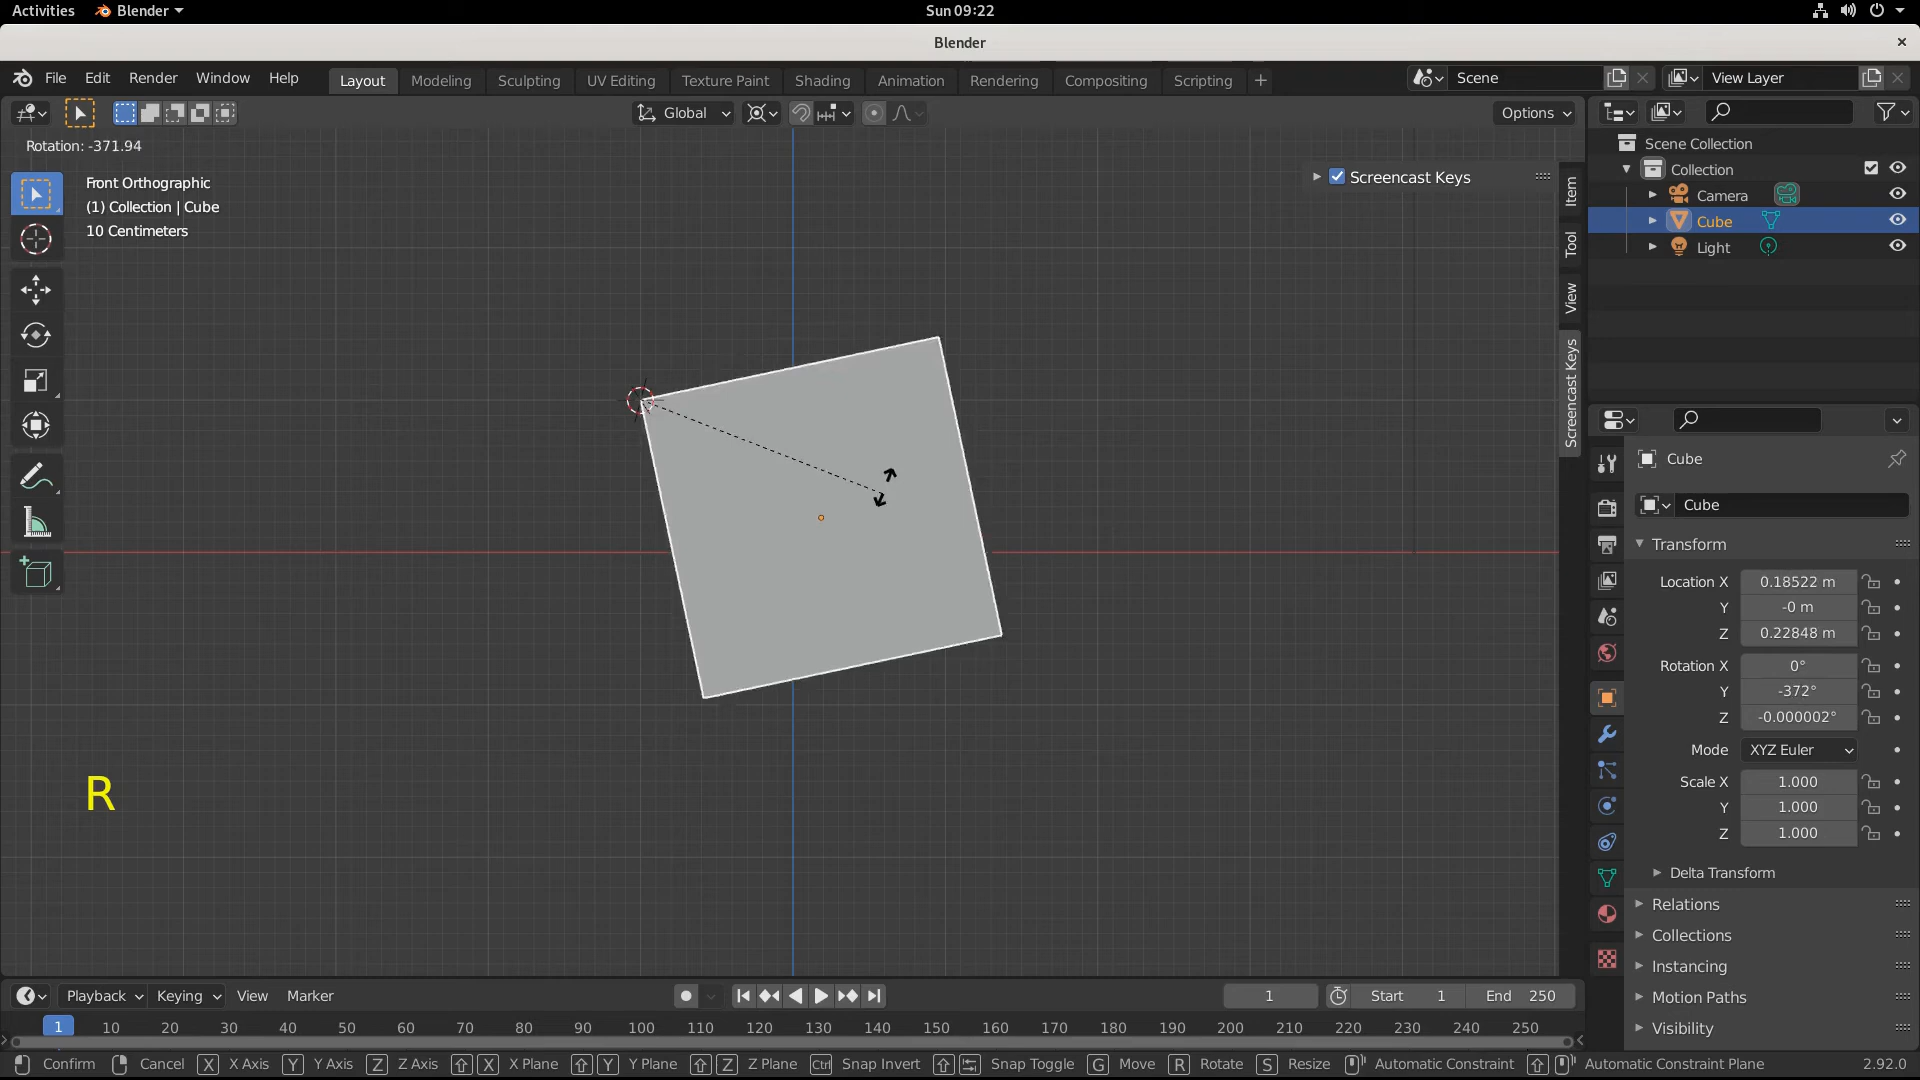 Activities Blender Sun 09:22
Blender
File Edit Render Window Help Layout Modeling Sculpting UV Editing Texture Paint Shading Animation Rendering Compositing Scripting Scene View Layer
Global Options
Rotation: -371.94
Front Orthographic
(1) Collection | Cube
10 Centimeters
Screencast Keys
Item
Tool
View
Screencast Keys
R
Scene Collection
Collection
Camera
Cube
Light
Cube
Cube
Transform
Location X 0.18522 m
Y -0 m
Z 0.22848 m
Rotation X 0°
Y -372°
Z -0.000002°
Mode XYZ Euler
Scale X 1.000
Y 1.000
Z 1.000
Delta Transform
Relations
Collections
Instancing
Motion Paths
Visibility
Playback Keying View Marker 1 Start 1 End 250
1 10 20 30 40 50 60 70 80 90 100 110 120 130 140 150 160 170 180 190 200 210 220 230 240 250
Confirm Cancel X X Axis Y Y Axis Z Z Axis X X Plane Y Y Plane Z Z Plane Ctrl Snap Invert Snap Toggle G Move R Rotate S Resize Automatic Constraint Automatic Constraint Plane 2.92.0